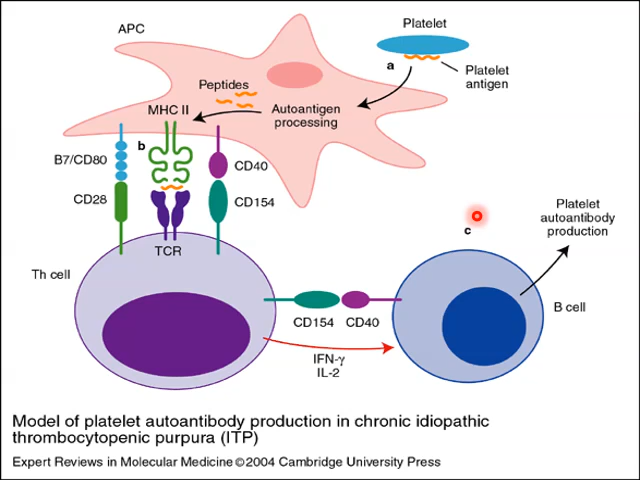 APC
Platelet
a
Platelet
antigen
Peptides
MHC II
Autoantigen
processing
b
B7/CD80
CD40
CD28
CD154
TCR
Platelet
autoantibody
production
c
Th cell
CD154
CD40
B cell
IFN-γ
IL-2
Model of platelet autoantibody production in chronic idiopathic
thrombocytopenic purpura (ITP)
Expert Reviews in Molecular Medicine©2004 Cambridge University Press